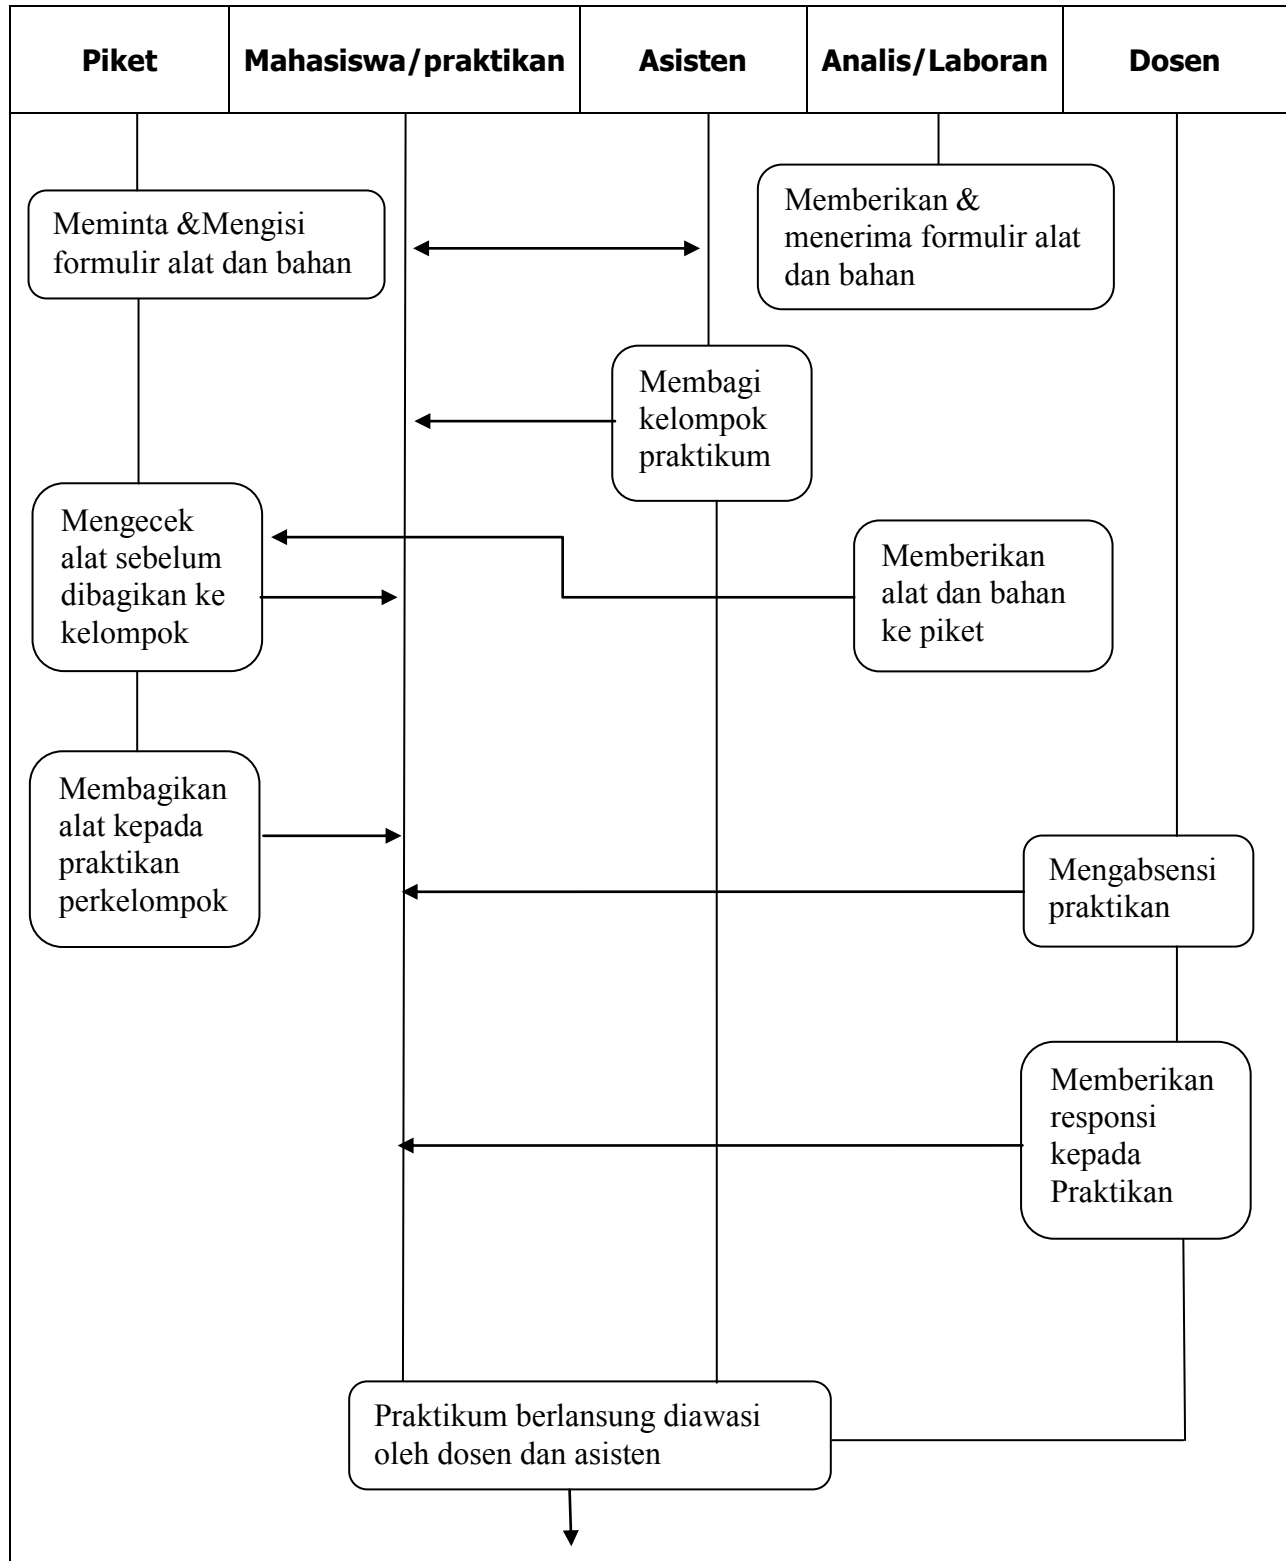 Piket
Mahasiswa/praktikan
Asisten
Analis/Laboran
Dosen
Meminta &Mengisi
formulir alat dan bahan
Memberikan &
menerima formulir alat
dan bahan
Membagi
kelompok
praktikum
Mengecek
alat sebelum
dibagikan ke
kelompok
Memberikan
alat dan bahan
ke piket
Membagikan
alat kepada
praktikan
perkelompok
Mengabsensi
praktikan
Memberikan
responsi
kepada
Praktikan
Praktikum berlansung diawasi
oleh dosen dan asisten